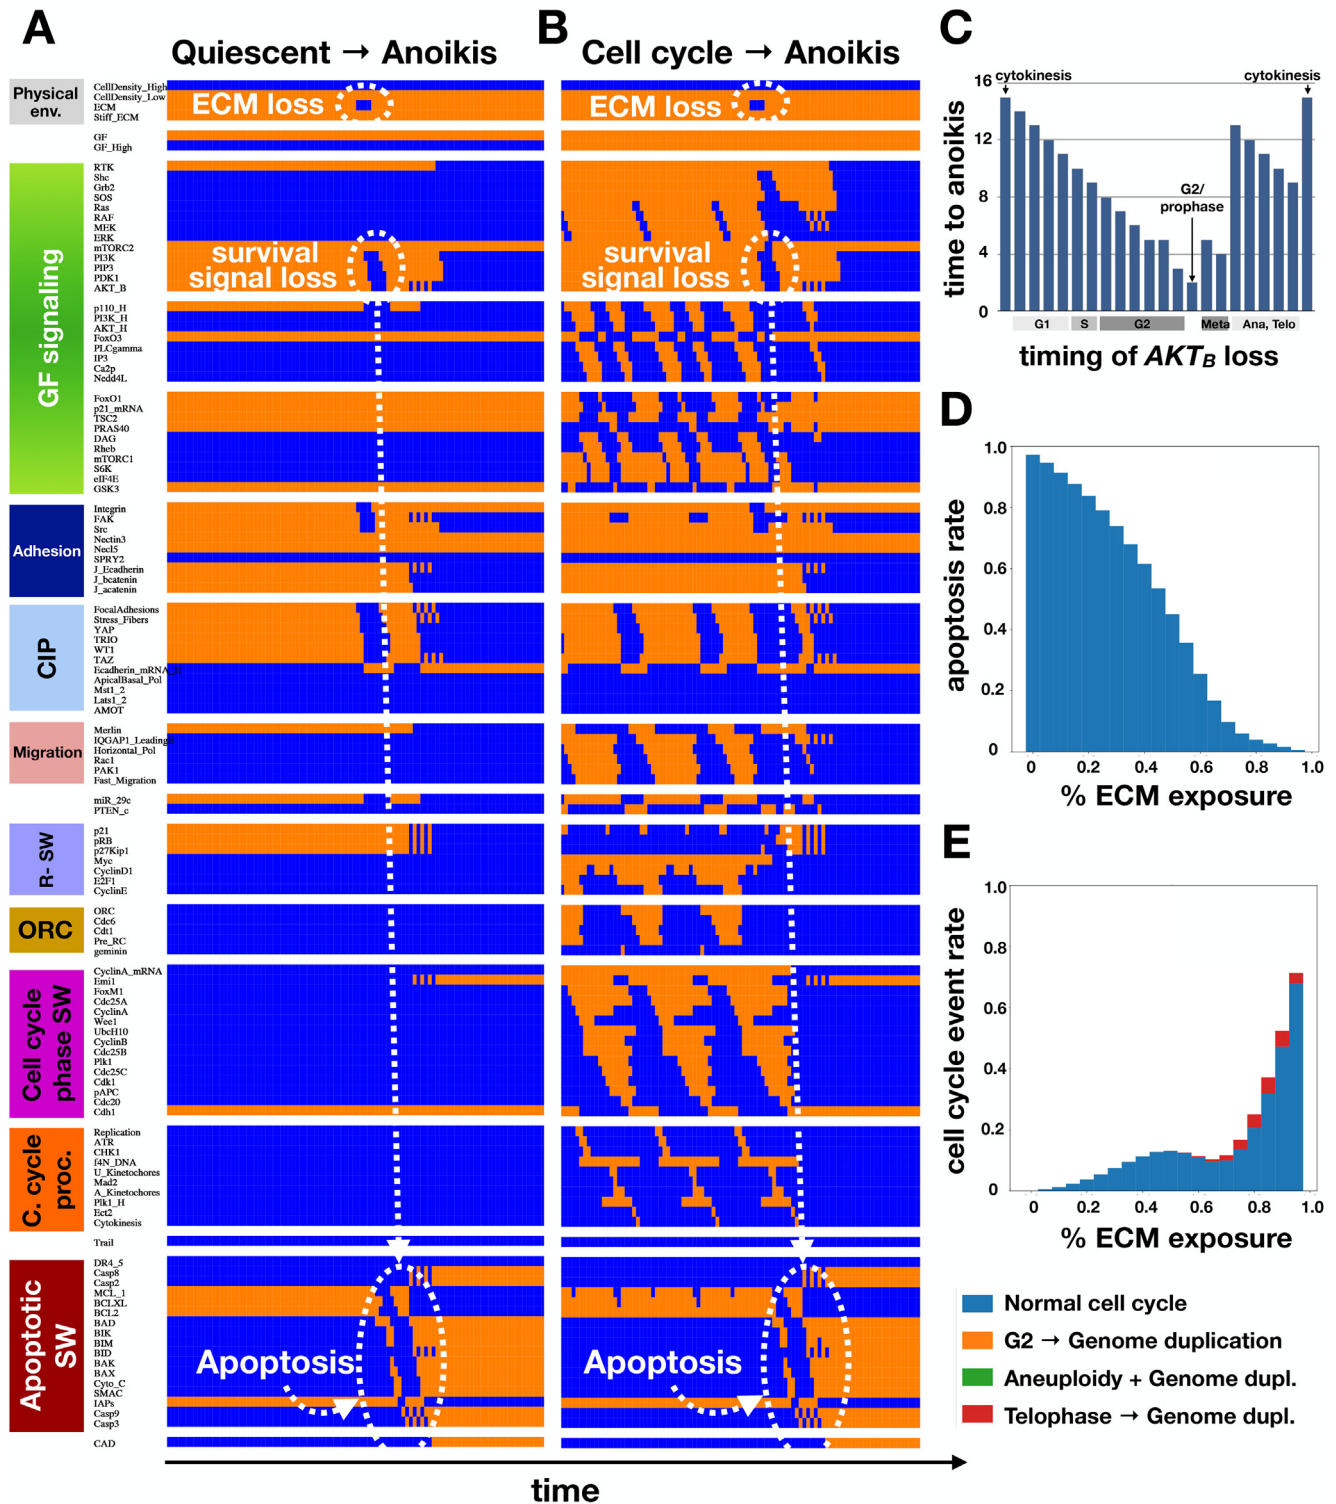 A
Quiescent → Anoikis
B
Cell cycle → Anoikis
Physical
env.
CellDensity_High
CellDensity_Low
ECM
Stiff_ECM
ECM loss
ECM loss
GF
GF_High
GF signaling
RTK
Shc
Grb2
SOS
Ras
RAF
MEK
ERK
mTORC2
PI3K
PIP3
PDK1
AKT_B
survival
signal loss
survival
signal loss
p110_H
PI3K_H
AKT_H
FoxO3
PLCgamma
IP3
Ca2p
Nedd4L
FoxO1
p21_mRNA
TSC2
PRAS40
DAG
Rheb
mTORC1
S6K
eIF4E
GSK3
Adhesion
Integrin
FAK
Src
Nectin3
Necl5
SPRY2
J_Ecadherin
J_bcatenin
J_acatenin
CIP
FocalAdhesions
Stress_Fibers
YAP
TRIO
WT1
TAZ
Ecadherin_mRNA_H
ApicalBasal_Pol
Mst1_2
Lats1_2
AMOT
Migration
Merlin
IQGAP1_Leading
Horizontal_Pol
Rac1
PAK1
Fast_Migration
miR_29c
PTEN_c
R- SW
p21
pRB
p27Kip1
Myc
CyclinD1
E2F1
CyclinE
ORC
ORC
Cdc6
Cdt1
Pre_RC
geminin
Cell cycle
phase SW
CyclinA_mRNA
Emi1
FoxM1
Cdc25A
CyclinA
Wee1
UbcH10
CyclinB
Cdc25B
Plk1
Cdc25C
Cdk1
pAPC
Cdc20
Cdh1
C. cycle
proc.
Replication
ATR
CHK1
f4N_DNA
U_Kinetochores
Mad2
A_Kinetochores
Plk1_H
Ect2
Cytokinesis
Trail
Apoptotic
SW
DR4_5
Casp8
Casp2
MCL_1
BCLXL
BCL2
BAD
BIK
BIM
BID
BAK
BAX
Cyto_C
SMAC
IAPs
Casp9
Casp3
CAD
Apoptosis
Apoptosis
time
C
time to anoikis
16
12
8
4
0
cytokinesis
cytokinesis
G2/
prophase
G1
S
G2
Meta
Ana, Telo
timing of AKTB loss
D
apoptosis rate
1.0
0.8
0.6
0.4
0.2
0
0 0.2 0.4 0.6 0.8 1.0
% ECM exposure
E
cell cycle event rate
1.0
0.8
0.6
0.4
0.2
0
0 0.2 0.4 0.6 0.8 1.0
% ECM exposure
Normal cell cycle
G2 → Genome duplication
Aneuploidy + Genome dupl.
Telophase → Genome dupl.